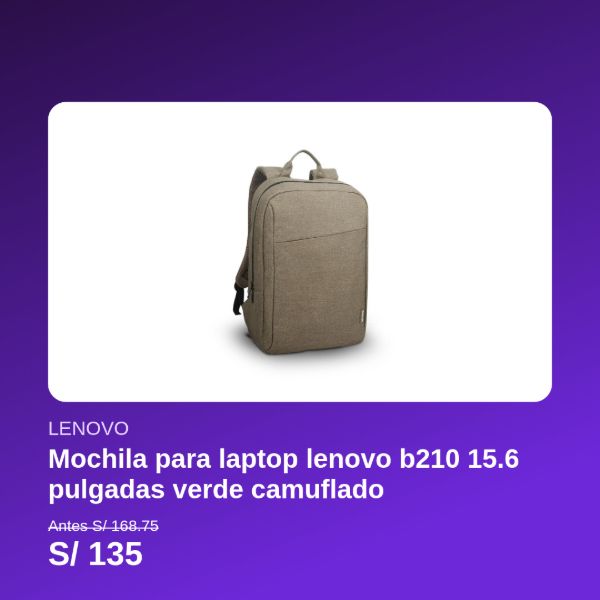 LENOVO
Mochila para laptop lenovo b210 15.6
pulgadas verde camuflado
Antes S/ 168.75
S/ 135